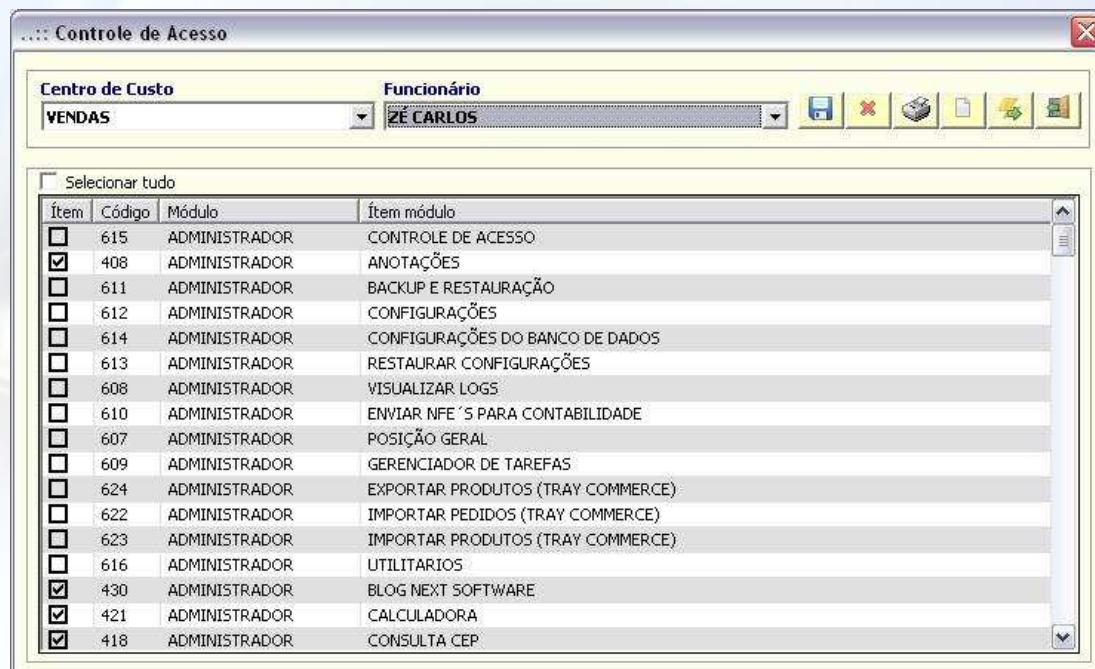 ..:: Controle de Acesso
Centro de Custo Funcionário
VENDAS ZÉ CARLOS
Selecionar tudo
Ítem Código Módulo Ítem módulo
615 ADMINISTRADOR CONTROLE DE ACESSO
408 ADMINISTRADOR ANOTAÇÕES
611 ADMINISTRADOR BACKUP E RESTAURAÇÃO
612 ADMINISTRADOR CONFIGURAÇÕES
614 ADMINISTRADOR CONFIGURAÇÕES DO BANCO DE DADOS
613 ADMINISTRADOR RESTAURAR CONFIGURAÇÕES
608 ADMINISTRADOR VISUALIZAR LOGS
610 ADMINISTRADOR ENVIAR NFE´S PARA CONTABILIDADE
607 ADMINISTRADOR POSIÇÃO GERAL
609 ADMINISTRADOR GERENCIADOR DE TAREFAS
624 ADMINISTRADOR EXPORTAR PRODUTOS (TRAY COMMERCE)
622 ADMINISTRADOR IMPORTAR PEDIDOS (TRAY COMMERCE)
623 ADMINISTRADOR IMPORTAR PRODUTOS (TRAY COMMERCE)
616 ADMINISTRADOR UTILITARIOS
430 ADMINISTRADOR BLOG NEXT SOFTWARE
421 ADMINISTRADOR CALCULADORA
418 ADMINISTRADOR CONSULTA CEP